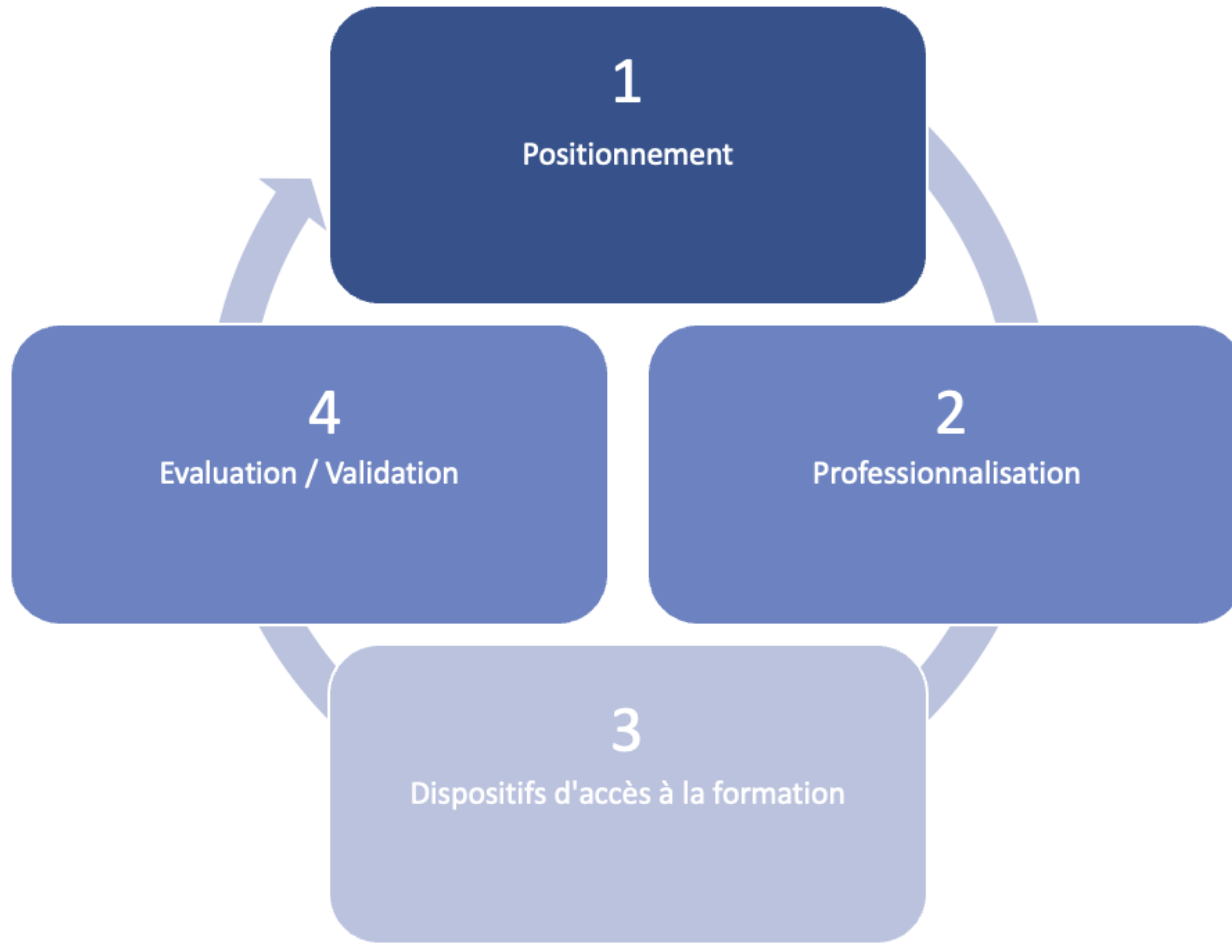 1
Positionnement
2
Professionnalisation
3
Dispositifs d'accès à la formation
4
Evaluation / Validation